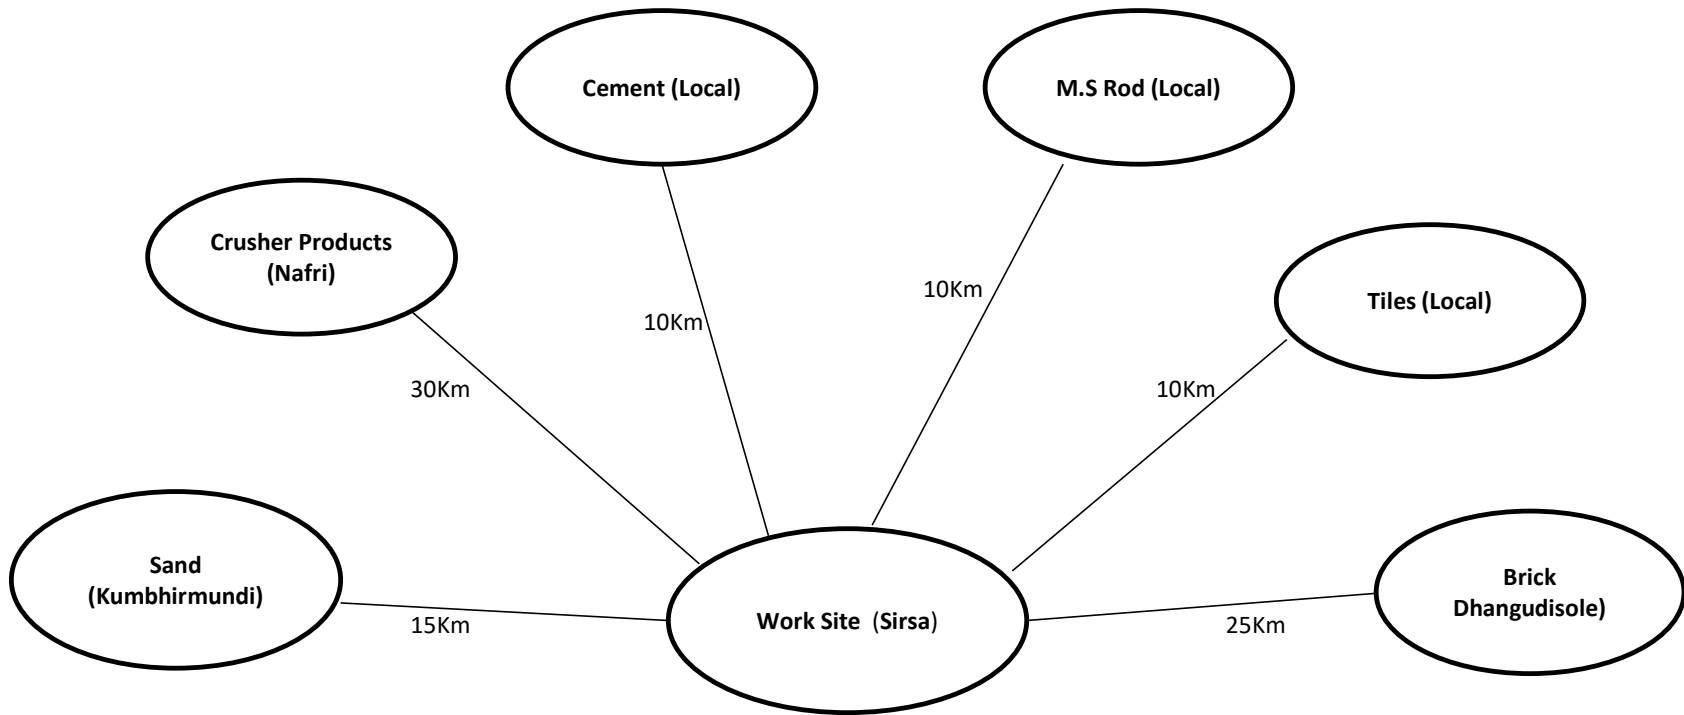 Cement (Local)
M.S Rod (Local)
Crusher Products
(Nafri)
Tiles (Local)
10Km
10Km
30Km
10Km
Sand
(Kumbhirmundi)
Work Site  (Sirsa)
Brick
Dhangudisole)
15Km
25Km